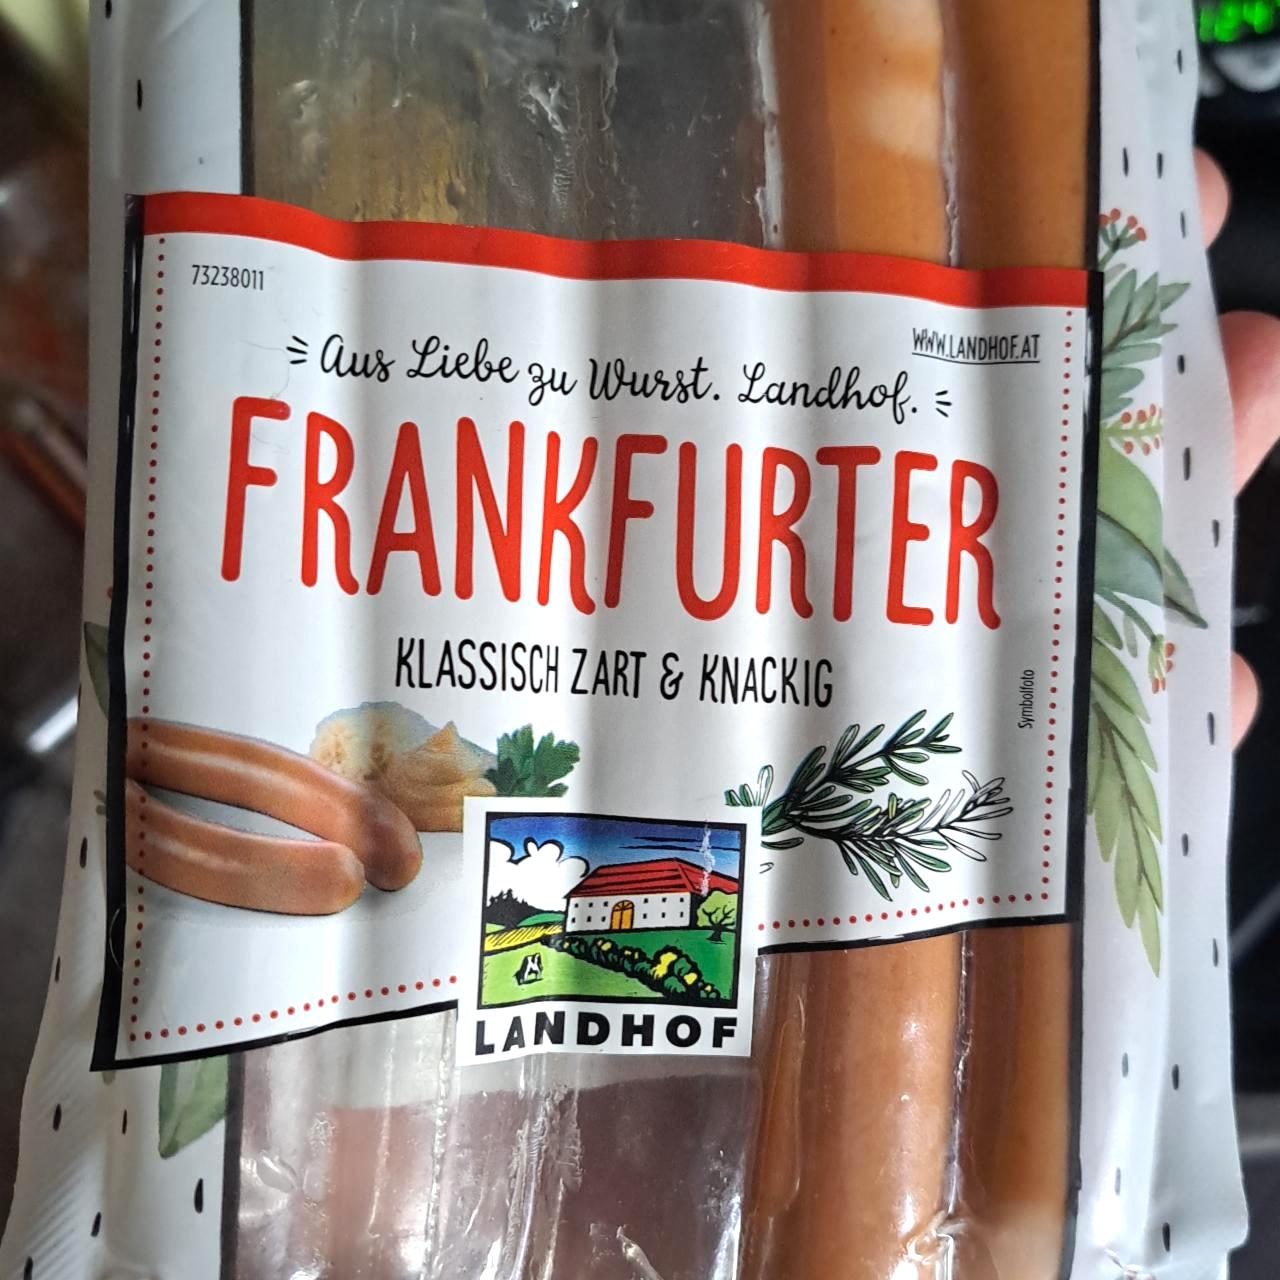 73238011
WWW.LANDHOF.AT
Aus Liebe zu Wurst. Landhof.
FRANKFURTER
KLASSISCH ZART & KNACKIG
Symbolfoto
LANDHOF